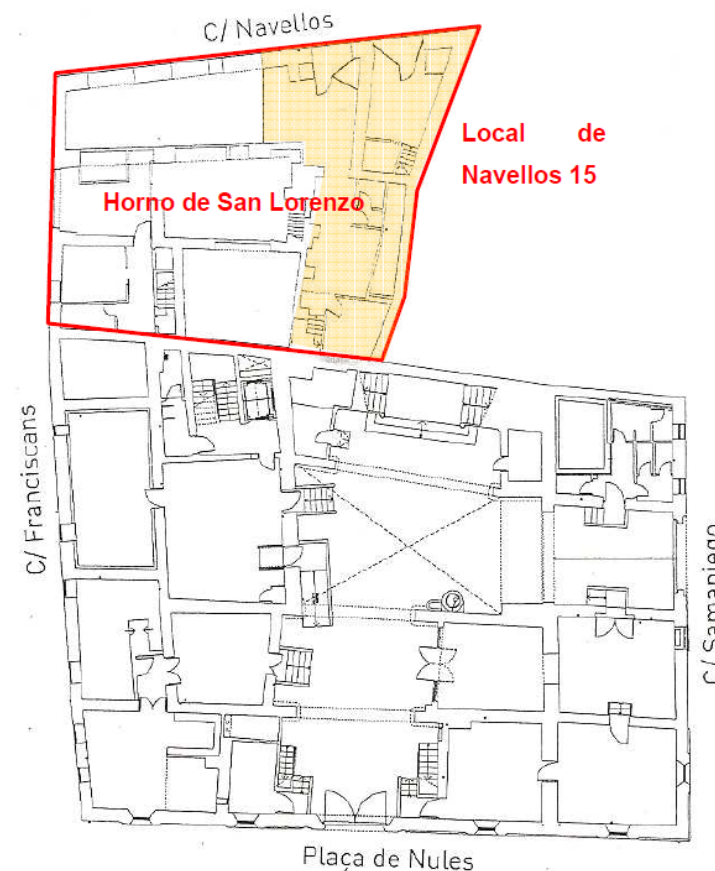 C/ Navellos
Local de
Navellos 15
Horno de San Lorenzo
C/ Franciscans
C/ Samaniego
Plaça de Nules